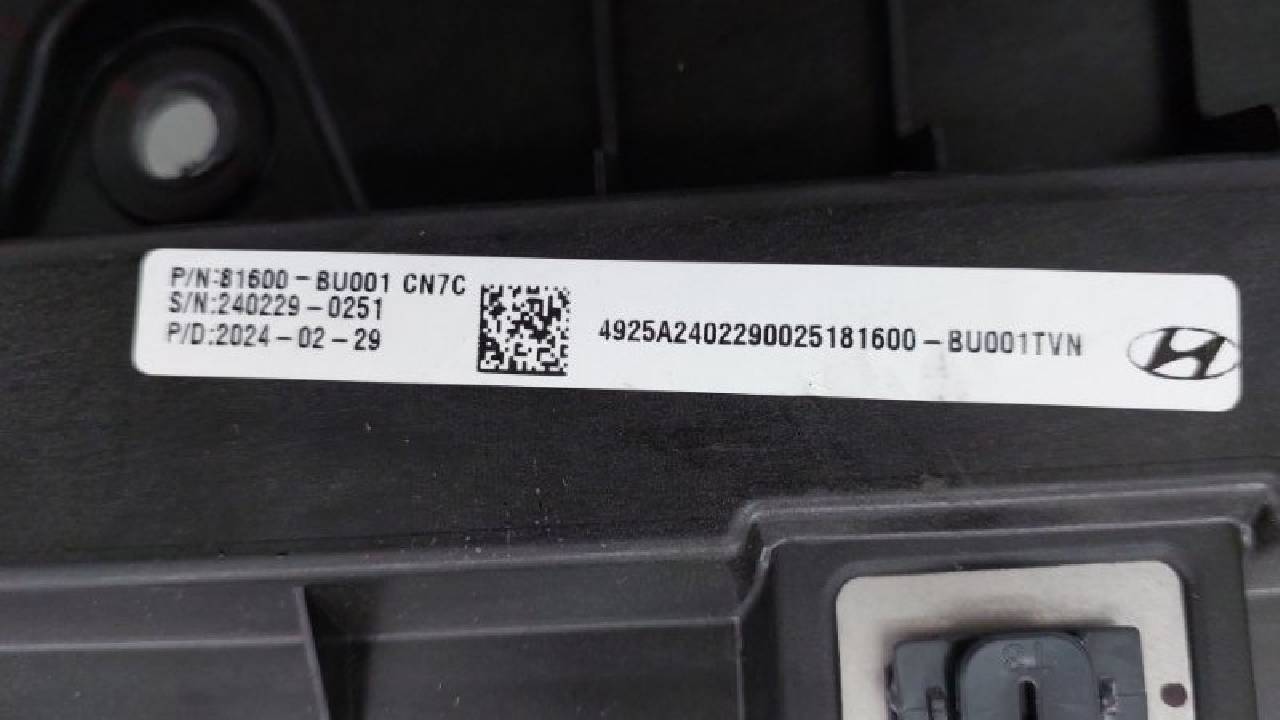 P/N:81600-BU001 CN7C
S/N:240229-0251
P/D:2024-02-29
4925A2402290025181600-BU001TVN